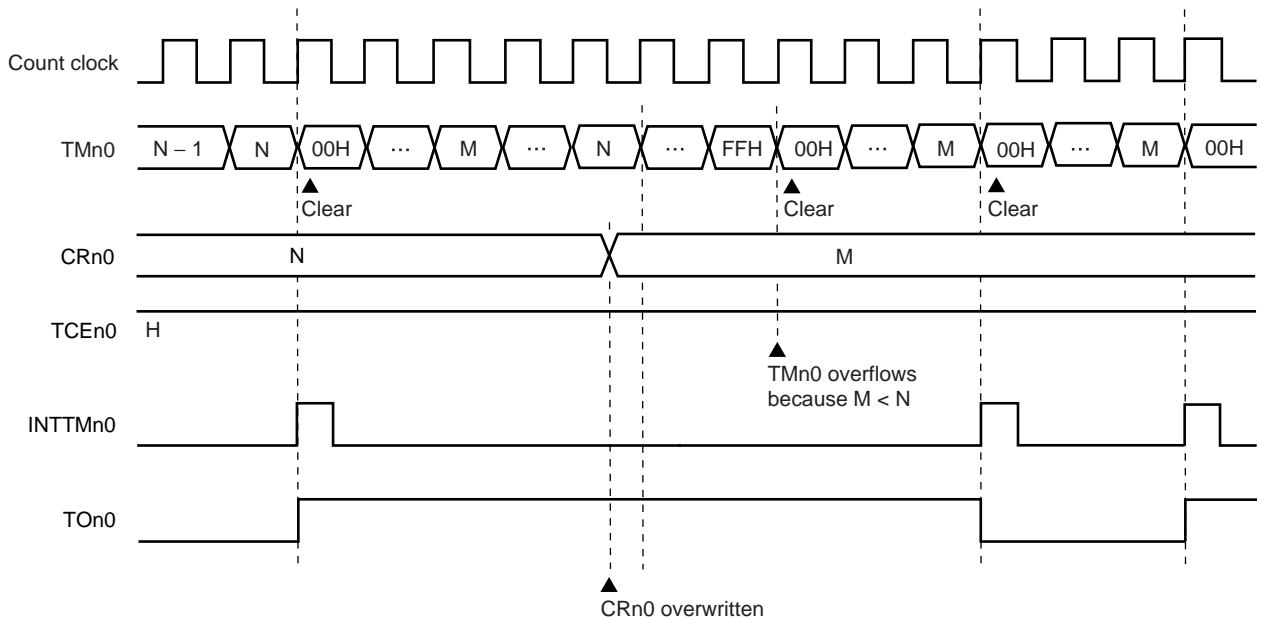 Count clock
TMn0 N – 1 N 00H ··· M ··· N ··· FFH 00H ··· M 00H ··· M 00H
Clear Clear Clear
CRn0 N M
TCEn0 H
TMn0 overflows
because M < N
INTTMn0
TOn0
CRn0 overwritten